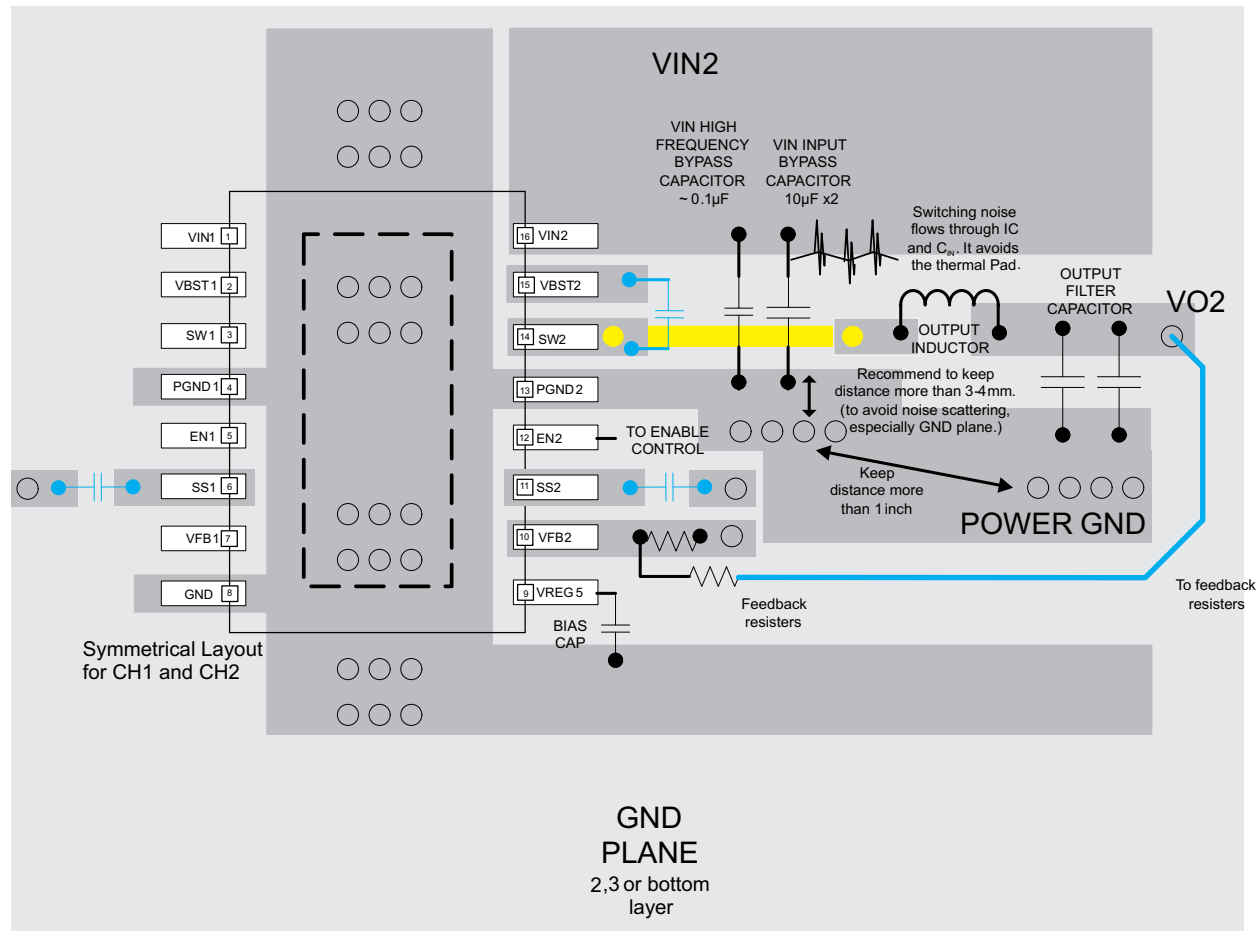 VIN2
VIN HIGH
FREQUENCY
BYPASS
CAPACITOR
~ 0.1µF
VIN INPUT
BYPASS
CAPACITOR
10µF x2
Switching noise
flows through IC
and CIN. It avoids
the thermal Pad.
VIN1 1
VBST1 2
SW1 3
PGND1 4
EN1 5
SS1 6
VFB1 7
GND 8
16 VIN2
15 VBST2
14 SW2
13 PGND2
12 EN2
11 SS2
10 VFB2
9 VREG5
OUTPUT
FILTER
CAPACITOR
VO2
OUTPUT
INDUCTOR
Recommend to keep
distance more than 3-4mm.
(to avoid noise scattering,
especially GND plane.)
TO ENABLE
CONTROL
Keep
distance more
than 1 inch
POWER GND
To feedback
resisters
Feedback
resisters
BIAS
CAP
Symmetrical Layout
for CH1 and CH2
GND
PLANE
2,3 or bottom
layer